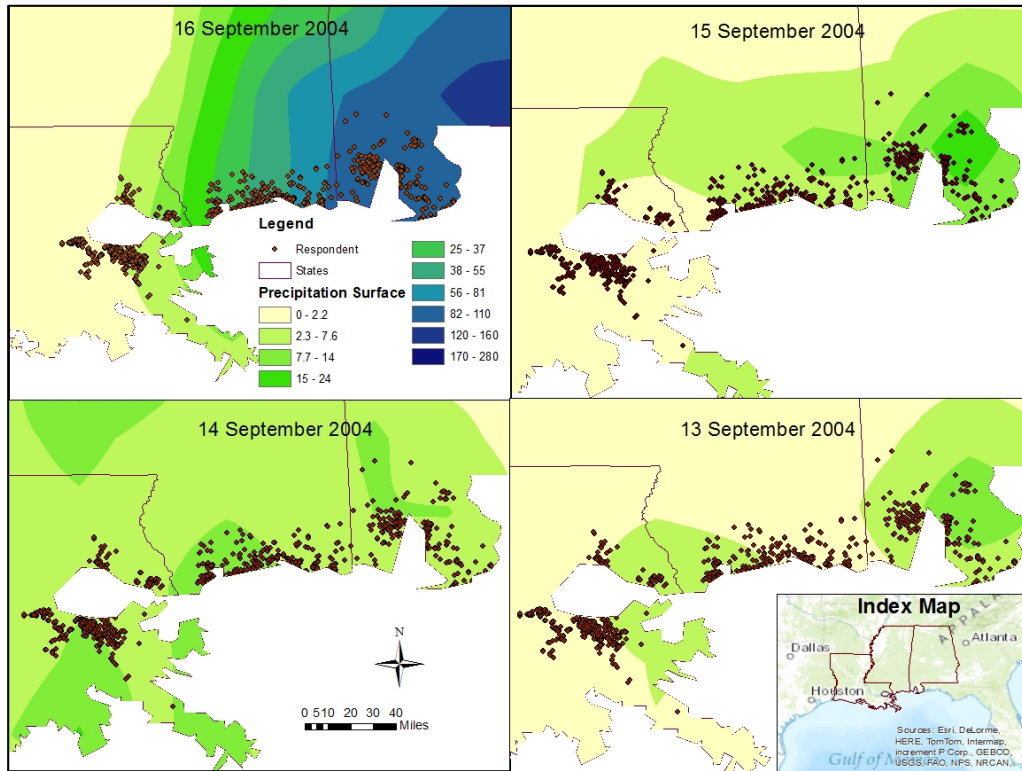 16 September 2004
15 September 2004
Legend
Respondent
States
Precipitation Surface
0 - 2.2
2.3 - 7.6
7.7 - 14
15 - 24
25 - 37
38 - 55
56 - 81
82 - 110
120 - 160
170 - 280
14 September 2004
13 September 2004
N
0 510 20 30 40
Miles
Index Map
APPALA
Dallas
Atlanta
Houston
Gulf of
Sources: Esri, DeLorme,
HERE, TomTom, Intermap,
increment P Corp., GEBCO,
USGS, FAO, NPS, NRCAN,